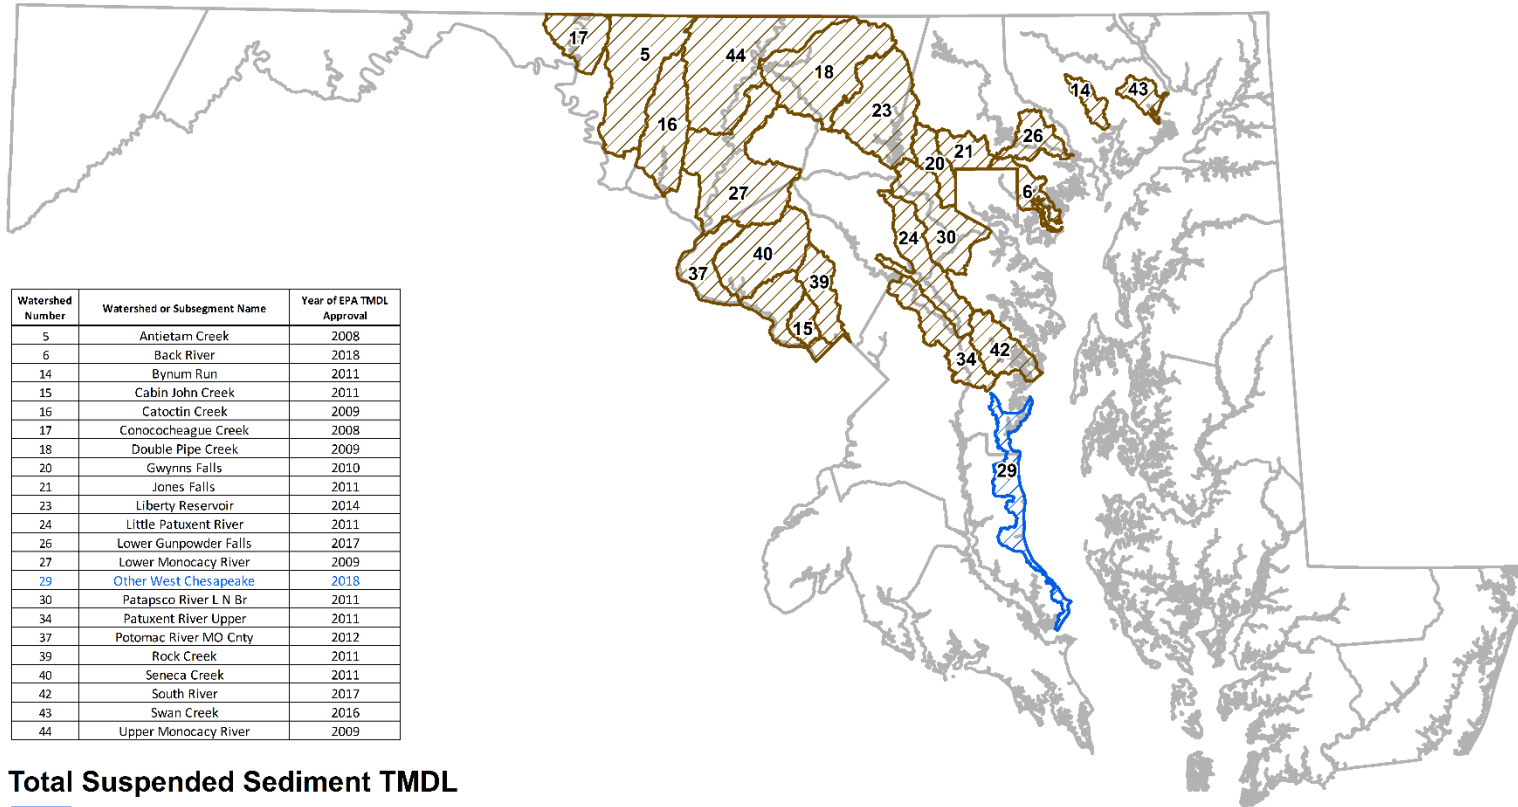 17
5
44
18
23
14
43
26
16
20
21
27
6
24
30
40
37
39
15
42
34
29
Watershed Number Watershed or Subsegment Name Year of EPA TMDL Approval
5 Antietam Creek 2008
6 Back River 2018
14 Bynum Run 2011
15 Cabin John Creek 2011
16 Catoctin Creek 2009
17 Conococheague Creek 2008
18 Double Pipe Creek 2009
20 Gwynns Falls 2010
21 Jones Falls 2011
23 Liberty Reservoir 2014
24 Little Patuxent River 2011
26 Lower Gunpowder Falls 2017
27 Lower Monocacy River 2009
29 Other West Chesapeake 2018
30 Patapsco River L N Br 2011
34 Patuxent River Upper 2011
37 Potomac River MO Cnty 2012
39 Rock Creek 2011
40 Seneca Creek 2011
42 South River 2017
43 Swan Creek 2016
44 Upper Monocacy River 2009
Total Suspended Sediment TMDL